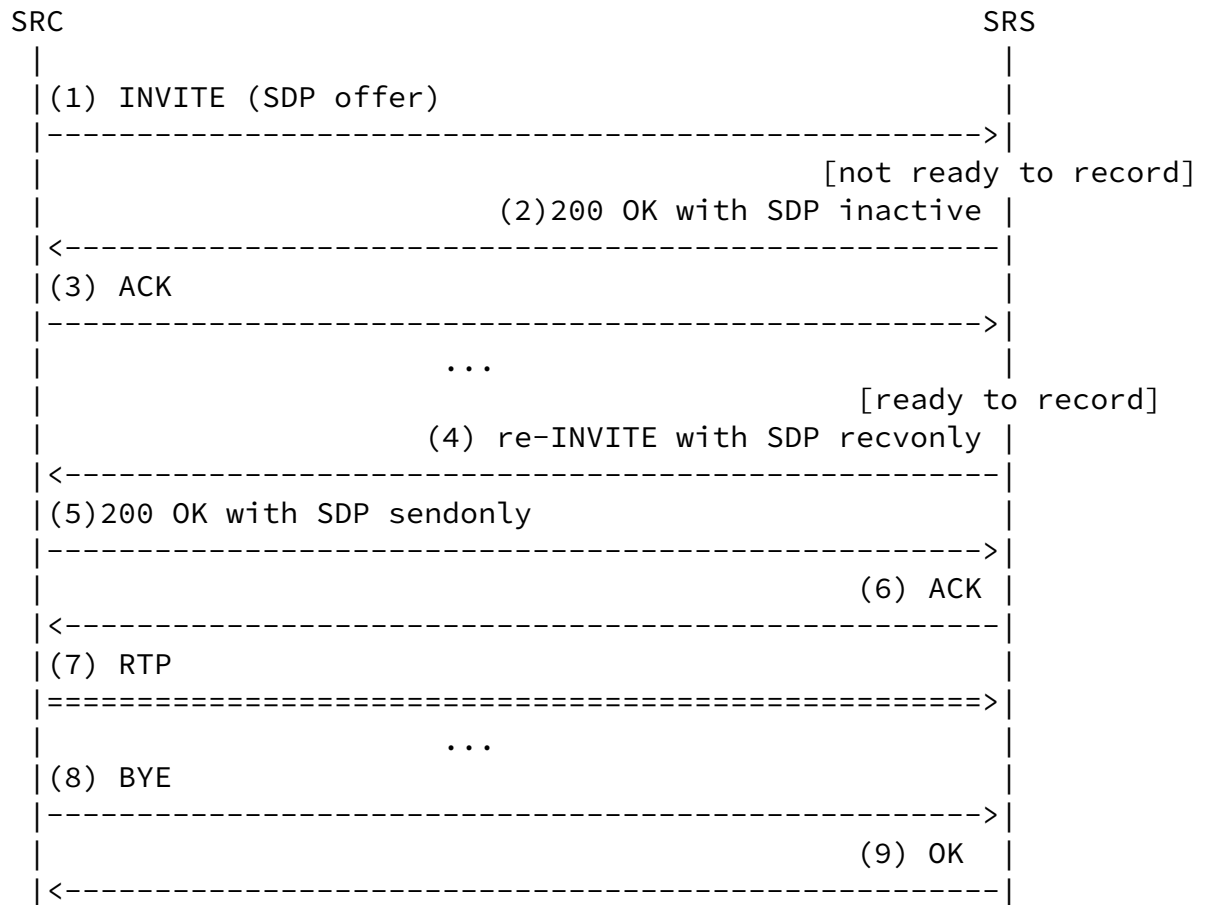 SRC SRS
(1) INVITE (SDP offer)
[not ready to record]
(2)200 OK with SDP inactive
(3) ACK
...
[ready to record]
(4) re-INVITE with SDP recvonly
(5)200 OK with SDP sendonly
(6) ACK
(7) RTP
...
(8) BYE
(9) OK